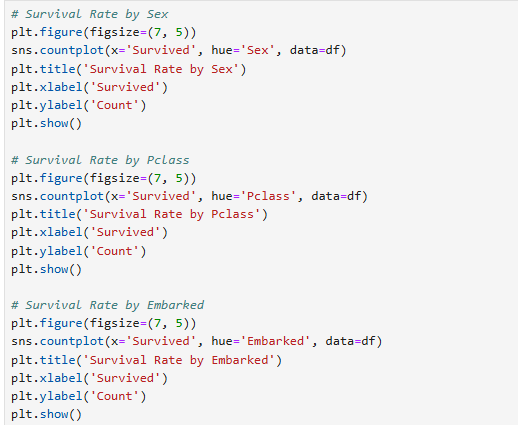 # Survival Rate by Sex
plt.figure(figsize=(7, 5))
sns.countplot(x='Survived', hue='Sex', data=df)
plt.title('Survival Rate by Sex')
plt.xlabel('Survived')
plt.ylabel('Count')
plt.show()
# Survival Rate by Pclass
plt.figure(figsize=(7, 5))
sns.countplot(x='Survived', hue='Pclass', data=df)
plt.title('Survival Rate by Pclass')
plt.xlabel('Survived')
plt.ylabel('Count')
plt.show()
# Survival Rate by Embarked
plt.figure(figsize=(7, 5))
sns.countplot(x='Survived', hue='Embarked', data=df)
plt.title('Survival Rate by Embarked')
plt.xlabel('Survived')
plt.ylabel('Count')
plt.show()